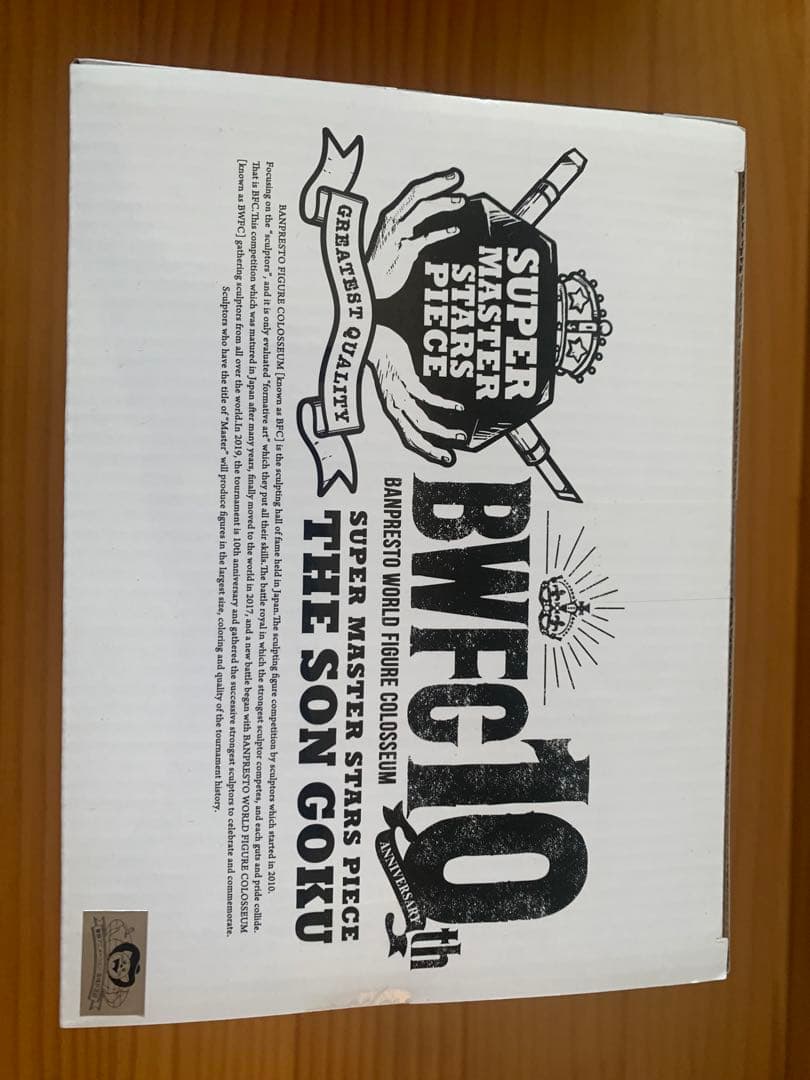 SUPER
MASTER
STARS
PIECE
GREATEST QUALITY
BWFC10th
ANNIVERSARY
BANPRESTO WORLD FIGURE COLOSSEUM
SUPER MASTER STARS PIECE
THE SON GOKU
BANPRESTO FIGURE COLOSSEUM [known as BFC] is the sculpting hall of fame held in Japan.The sculpting figure competition by sculptors which started in 2010.
Focusing on the "sculptors", and it is only evaluated "formative art" which they put all their skills.The battle royal in which the strongest sculptor competes, and each guts and pride collide.
That is BFC.This competition which was matured in Japan after many years, finally moved to the world in 2017, and a new battle began with BANPRESTO WORLD FIGURE COLOSSEUM
[known as BWFC] gathering sculptors from all over the world.In 2019, the tournament is 10th anniversary and gathered the successive strongest sculptors to celebrate and commemorate.
Sculptors who have the title of "Master" will produce figures in the largest size, coloring and quality of the tournament history.